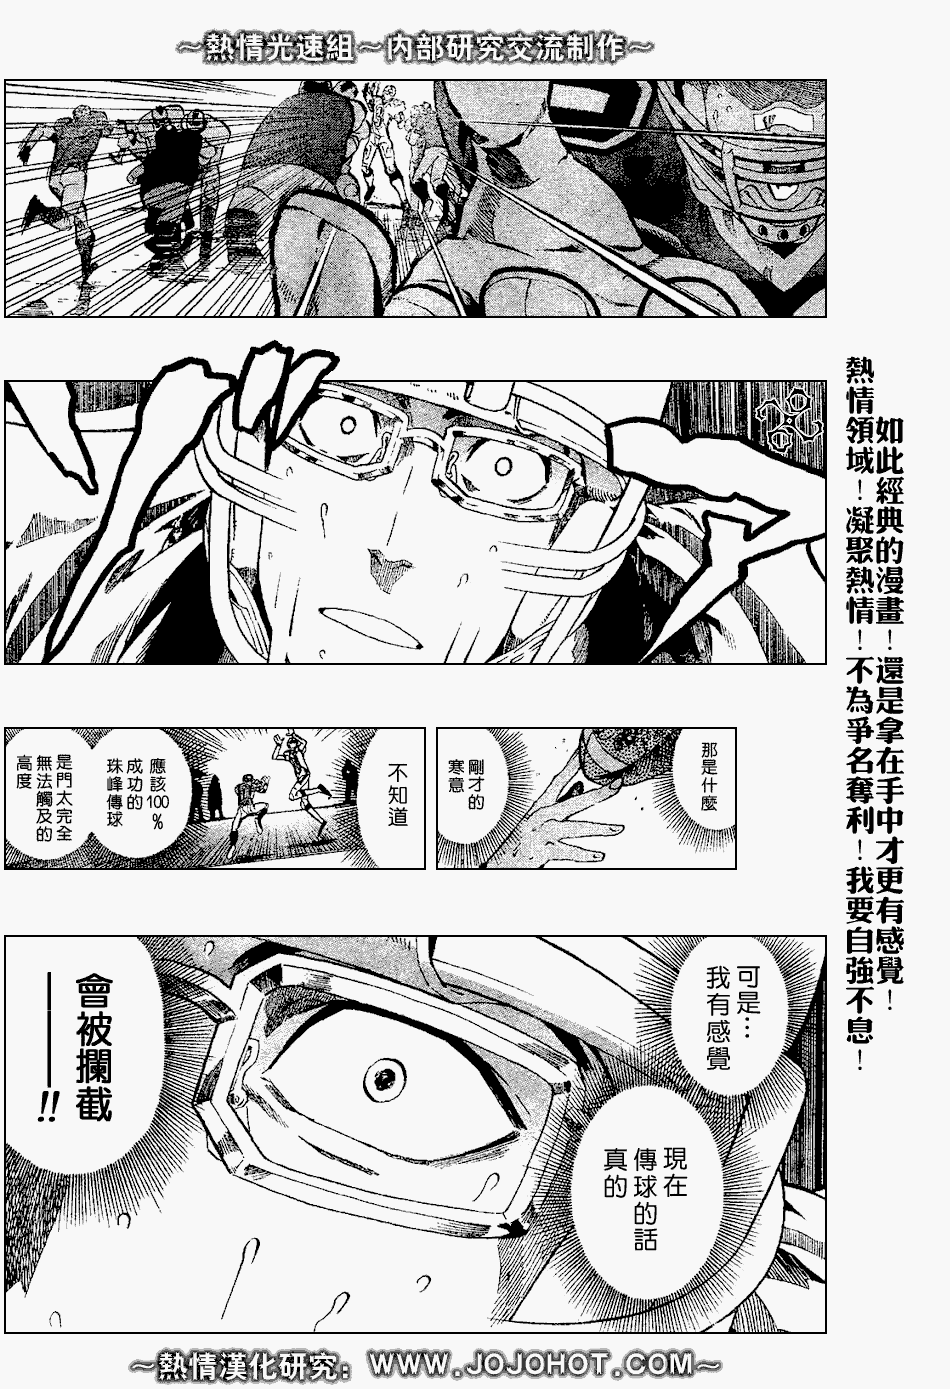 ～熱情光速組～內部研究交流制作～
如此經典的漫畫！還是拿在手中才更有感覺！
熱情領域！凝聚熱情！不為爭名奪利！我要自強不息！
那是什麼
剛才的
寒意
不知道
應該100%
成功的
珠峰傳球
是門太完全
無法觸及的
高度
可是…
我有感覺
現在
傳球的話
真的
會被攔截
——!!
～熱情漢化研究：WWW.JOJOHOT.COM～